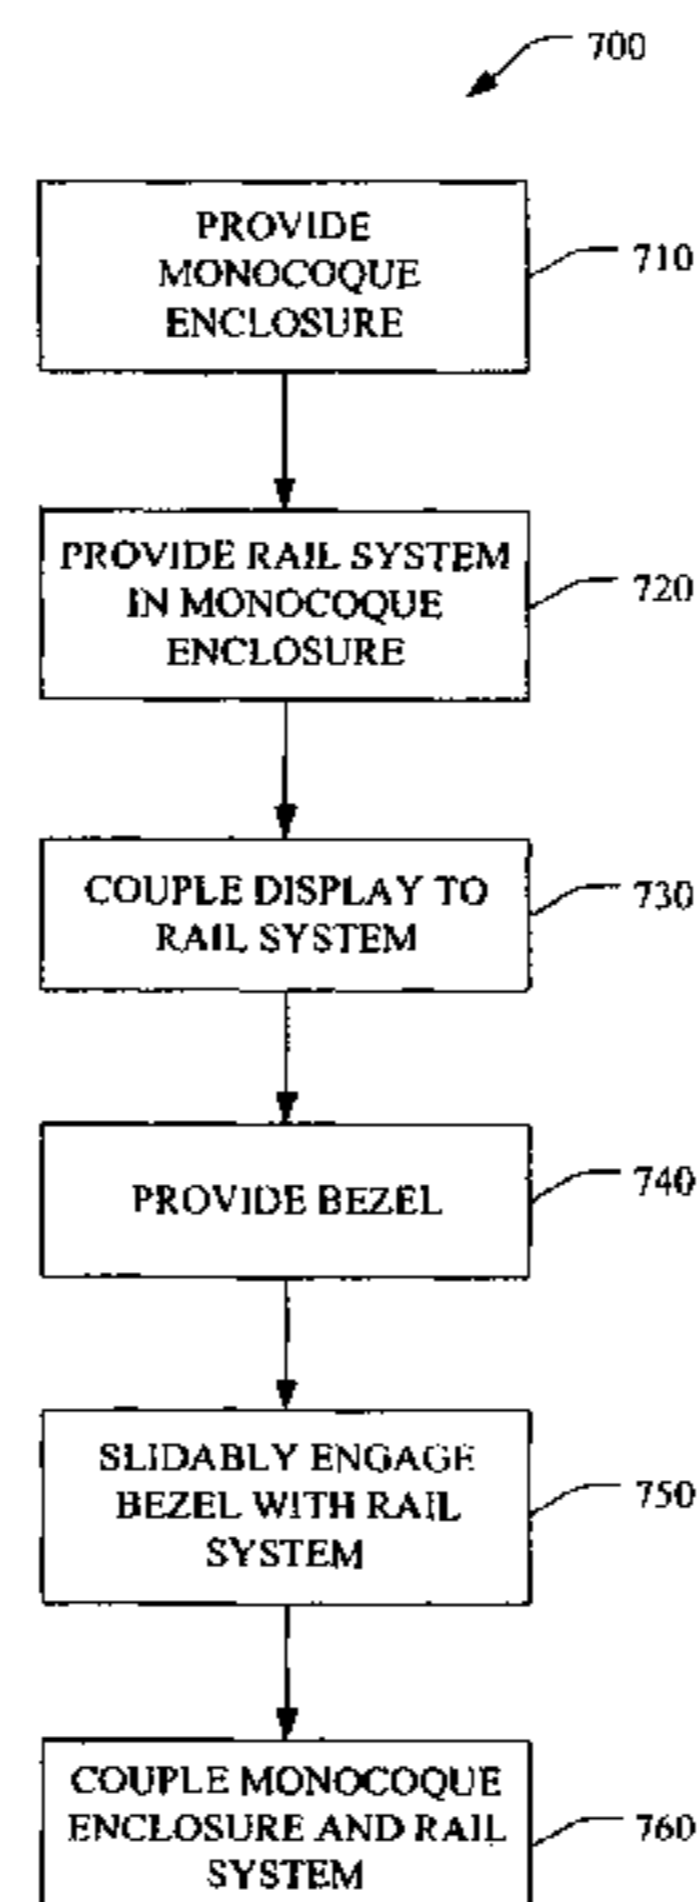 700
PROVIDE
MONOCOQUE
ENCLOSURE
710
PROVIDE RAIL SYSTEM
IN MONOCOQUE
ENCLOSURE
720
COUPLE DISPLAY TO
RAIL SYSTEM
730
PROVIDE BEZEL
740
SLIDABLY ENGAGE
BEZEL WITH RAIL
SYSTEM
750
COUPLE MONOCOQUE
ENCLOSURE AND RAIL
SYSTEM
760